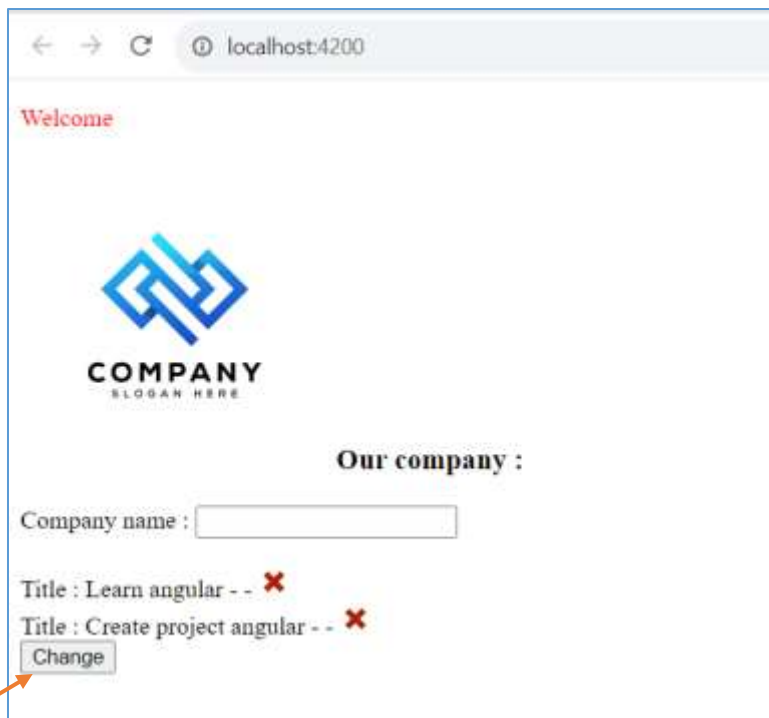 localhost:4200
Welcome
COMPANY
SLOGAN HERE
Our company :
Company name :
Title : Learn angular - -
Title : Create project angular - -
Change